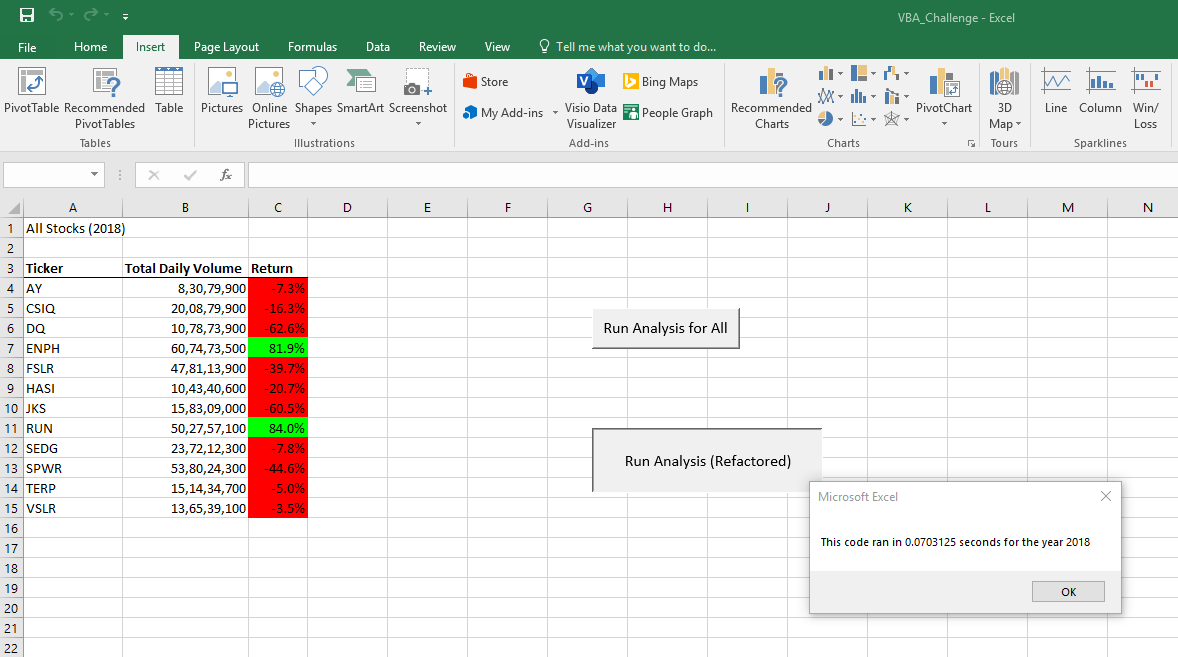 VBA_Challenge - Excel
File Home Insert Page Layout Formulas Data Review View Tell me what you want to do...
PivotTable Recommended PivotTables Table Pictures Online Pictures Shapes SmartArt Screenshot Store My Add-ins Visio Data Visualizer Bing Maps People Graph Recommended Charts PivotChart 3D Map Line Column Win/ Loss
Tables Illustrations Add-ins Charts Tours Sparklines
fx
A B C D E F G H I J K L M N
1 All Stocks (2018)
2
3 Ticker Total Daily Volume Return
4 AY 8,30,79,900 -7.3%
5 CSIQ 20,08,79,900 -16.3%
6 DQ 10,78,73,900 -62.6%
7 ENPH 60,74,73,500 81.9%
8 FSLR 47,81,13,900 -39.7%
9 HASI 10,43,40,600 -20.7%
10 JKS 15,83,09,000 -60.5%
11 RUN 50,27,57,100 84.0%
12 SEDG 23,72,12,300 -7.8%
13 SPWR 53,80,24,300 -44.6%
14 TERP 15,14,34,700 -5.0%
15 VSLR 13,65,39,100 -3.5%
16
17
18
19
20
21
22
Run Analysis for All
Run Analysis (Refactored)
Microsoft Excel
This code ran in 0.0703125 seconds for the year 2018
OK